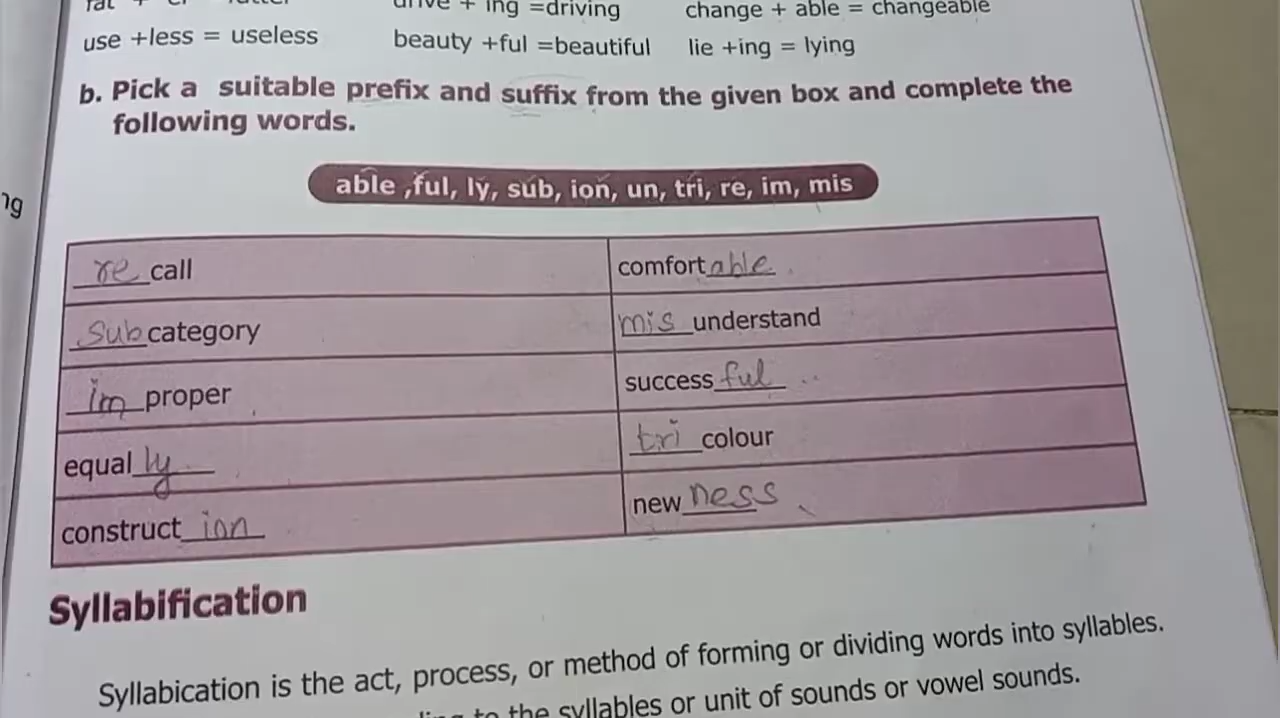 use +less = useless
drive + ing =driving
beauty +ful =beautiful
change + able = changeable
lie +ing = lying
b. Pick a suitable prefix and suffix from the given box and complete the
following words.
able ,ful, ly, sub, ion, un, tri, re, im, mis
re call
comfort able
sub category
mis understand
im proper
success ful
equal ly
tri colour
construct ion
new ness
Syllabification
Syllabication is the act, process, or method of forming or dividing words into syllables.
to the syllables or unit of sounds or vowel sounds.